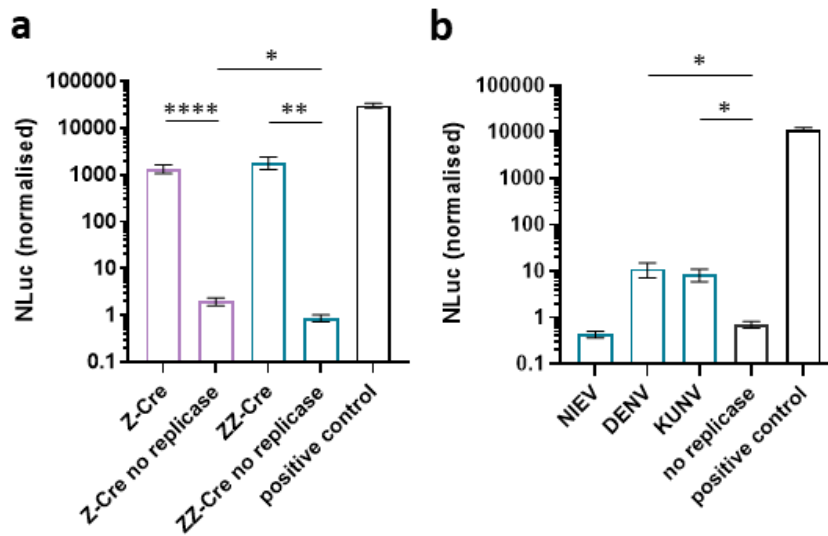 a
NLuc (normalised)
100000
10000
1000
100
10
1
0.1
*
****
**
Z-Cre
Z-Cre no replicase
ZZ-Cre
ZZ-Cre no replicase
positive control
b
NLuc (normalised)
100000
10000
1000
100
10
1
0.1
*
*
NIEV
DENV
KUNV
no replicase
positive control